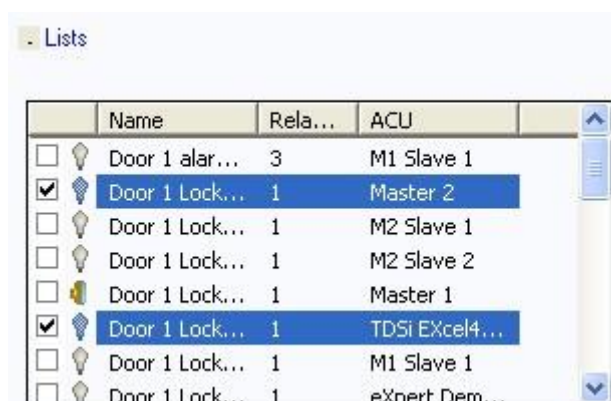 Lists
Name Rela... ACU
Door 1 alar... 3 M1 Slave 1
Door 1 Lock... 1 Master 2
Door 1 Lock... 1 M2 Slave 1
Door 1 Lock... 1 M2 Slave 2
Door 1 Lock... 1 Master 1
Door 1 Lock... 1 TDSi EXcel4...
Door 1 Lock... 1 M1 Slave 1
Door 1 Lock... 1 eXpert Dem...